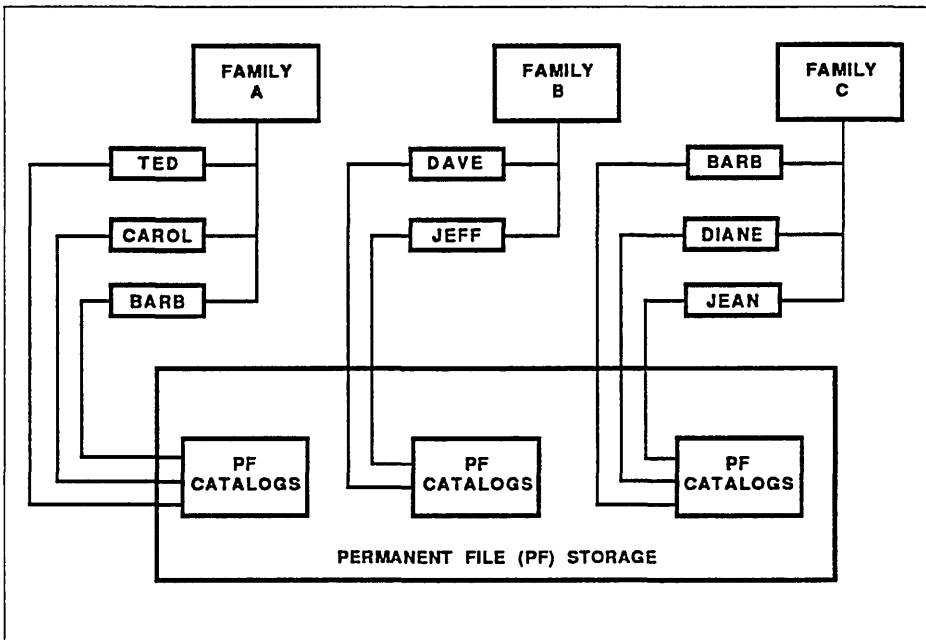 FAMILY
A
TED
CAROL
BARB
FAMILY
B
DAVE
JEFF
FAMILY
C
BARB
DIANE
JEAN
PF
CATALOGS
PF
CATALOGS
PF
CATALOGS
PERMANENT FILE (PF) STORAGE